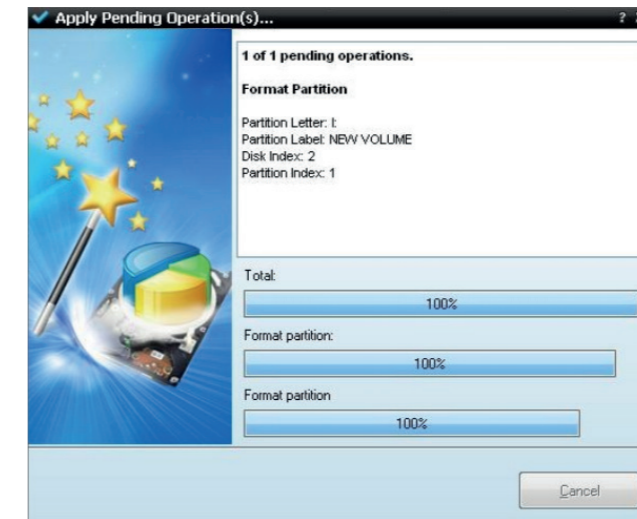 Apply Pending Operation(s)...
?
1 of 1 pending operations.
Format Partition
Partition Letter: I:
Partition Label: NEW VOLUME
Disk Index: 2
Partition Index: 1
Total:
100%
Format partition:
100%
Format partition
100%
Cancel